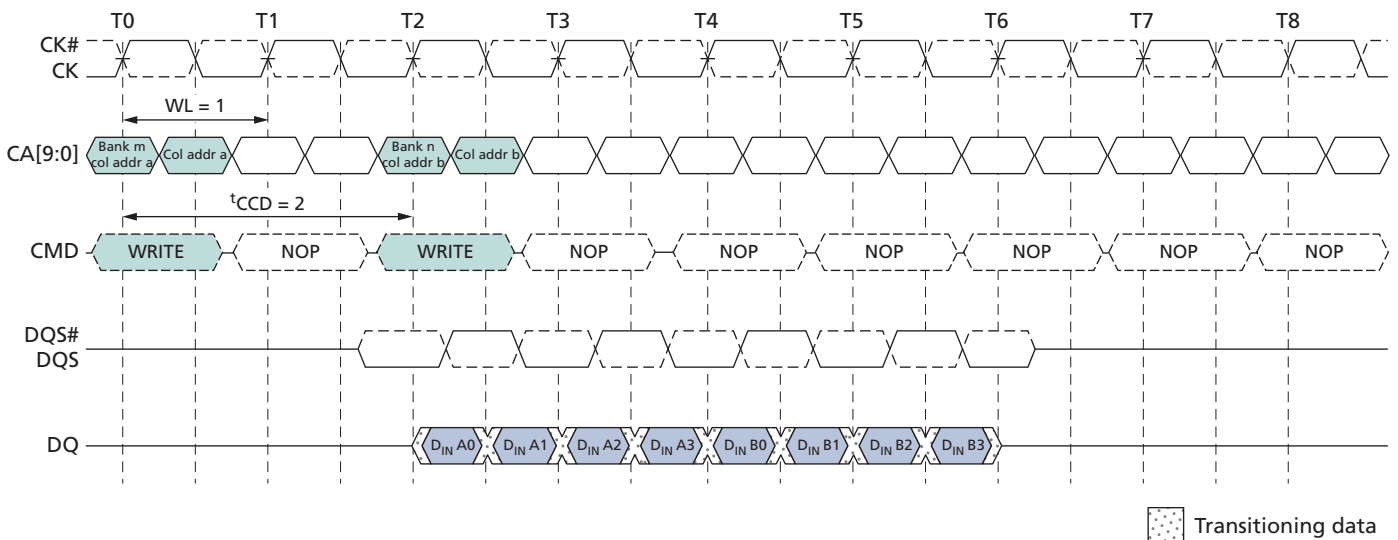 T0 T1 T2 T3 T4 T5 T6 T7 T8
CK#
CK
WL = 1
CA[9:0]
Bank m
col addr a
Col addr a
Bank n
col addr b
Col addr b
tCCD = 2
CMD WRITE NOP WRITE NOP NOP NOP NOP NOP NOP
DQS#
DQS
DQ DIN A0 DIN A1 DIN A2 DIN A3 DIN B0 DIN B1 DIN B2 DIN B3
Transitioning data